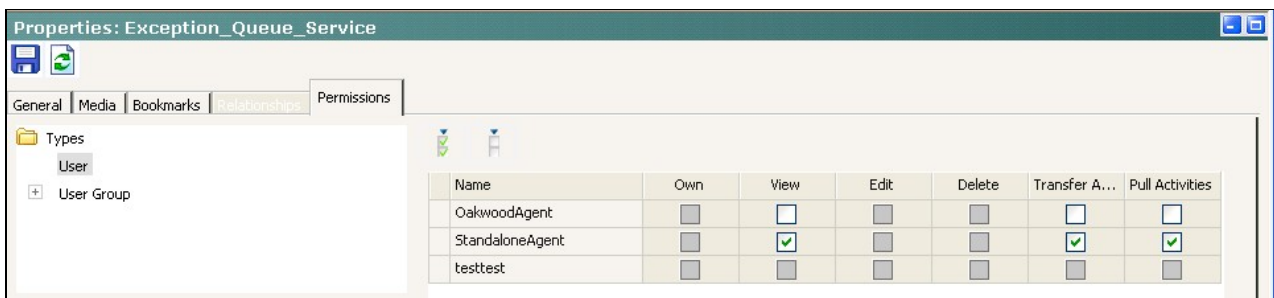 Properties: Exception_Queue_Service
General Media Bookmarks Relationships Permissions
Types
User
User Group
Name Own View Edit Delete Transfer A... Pull Activities
OakwoodAgent
StandaloneAgent
testtest